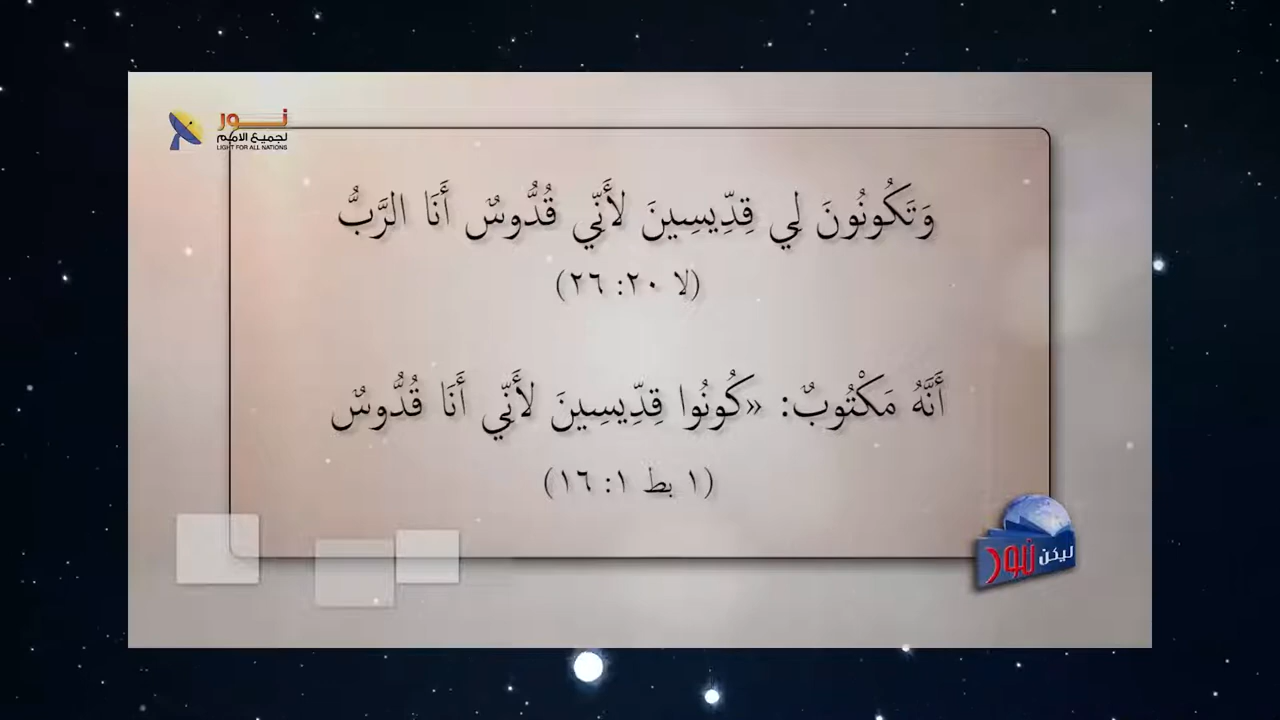 نور
لجميع الامم
LIGHT FOR ALL NATIONS
وَتَكُونُونَ لِي قِدِّيسِينَ لأَنِّي قُدُّوسٌ أَنَا الرَّبُّ
(لا ٢٠: ٢٦)
أَنَّهُ مَكْتُوبٌ: «كُونُوا قِدِّيسِينَ لأَنِّي أَنَا قُدُّوسٌ
(١ بط ١: ١٦)
ليكن نور